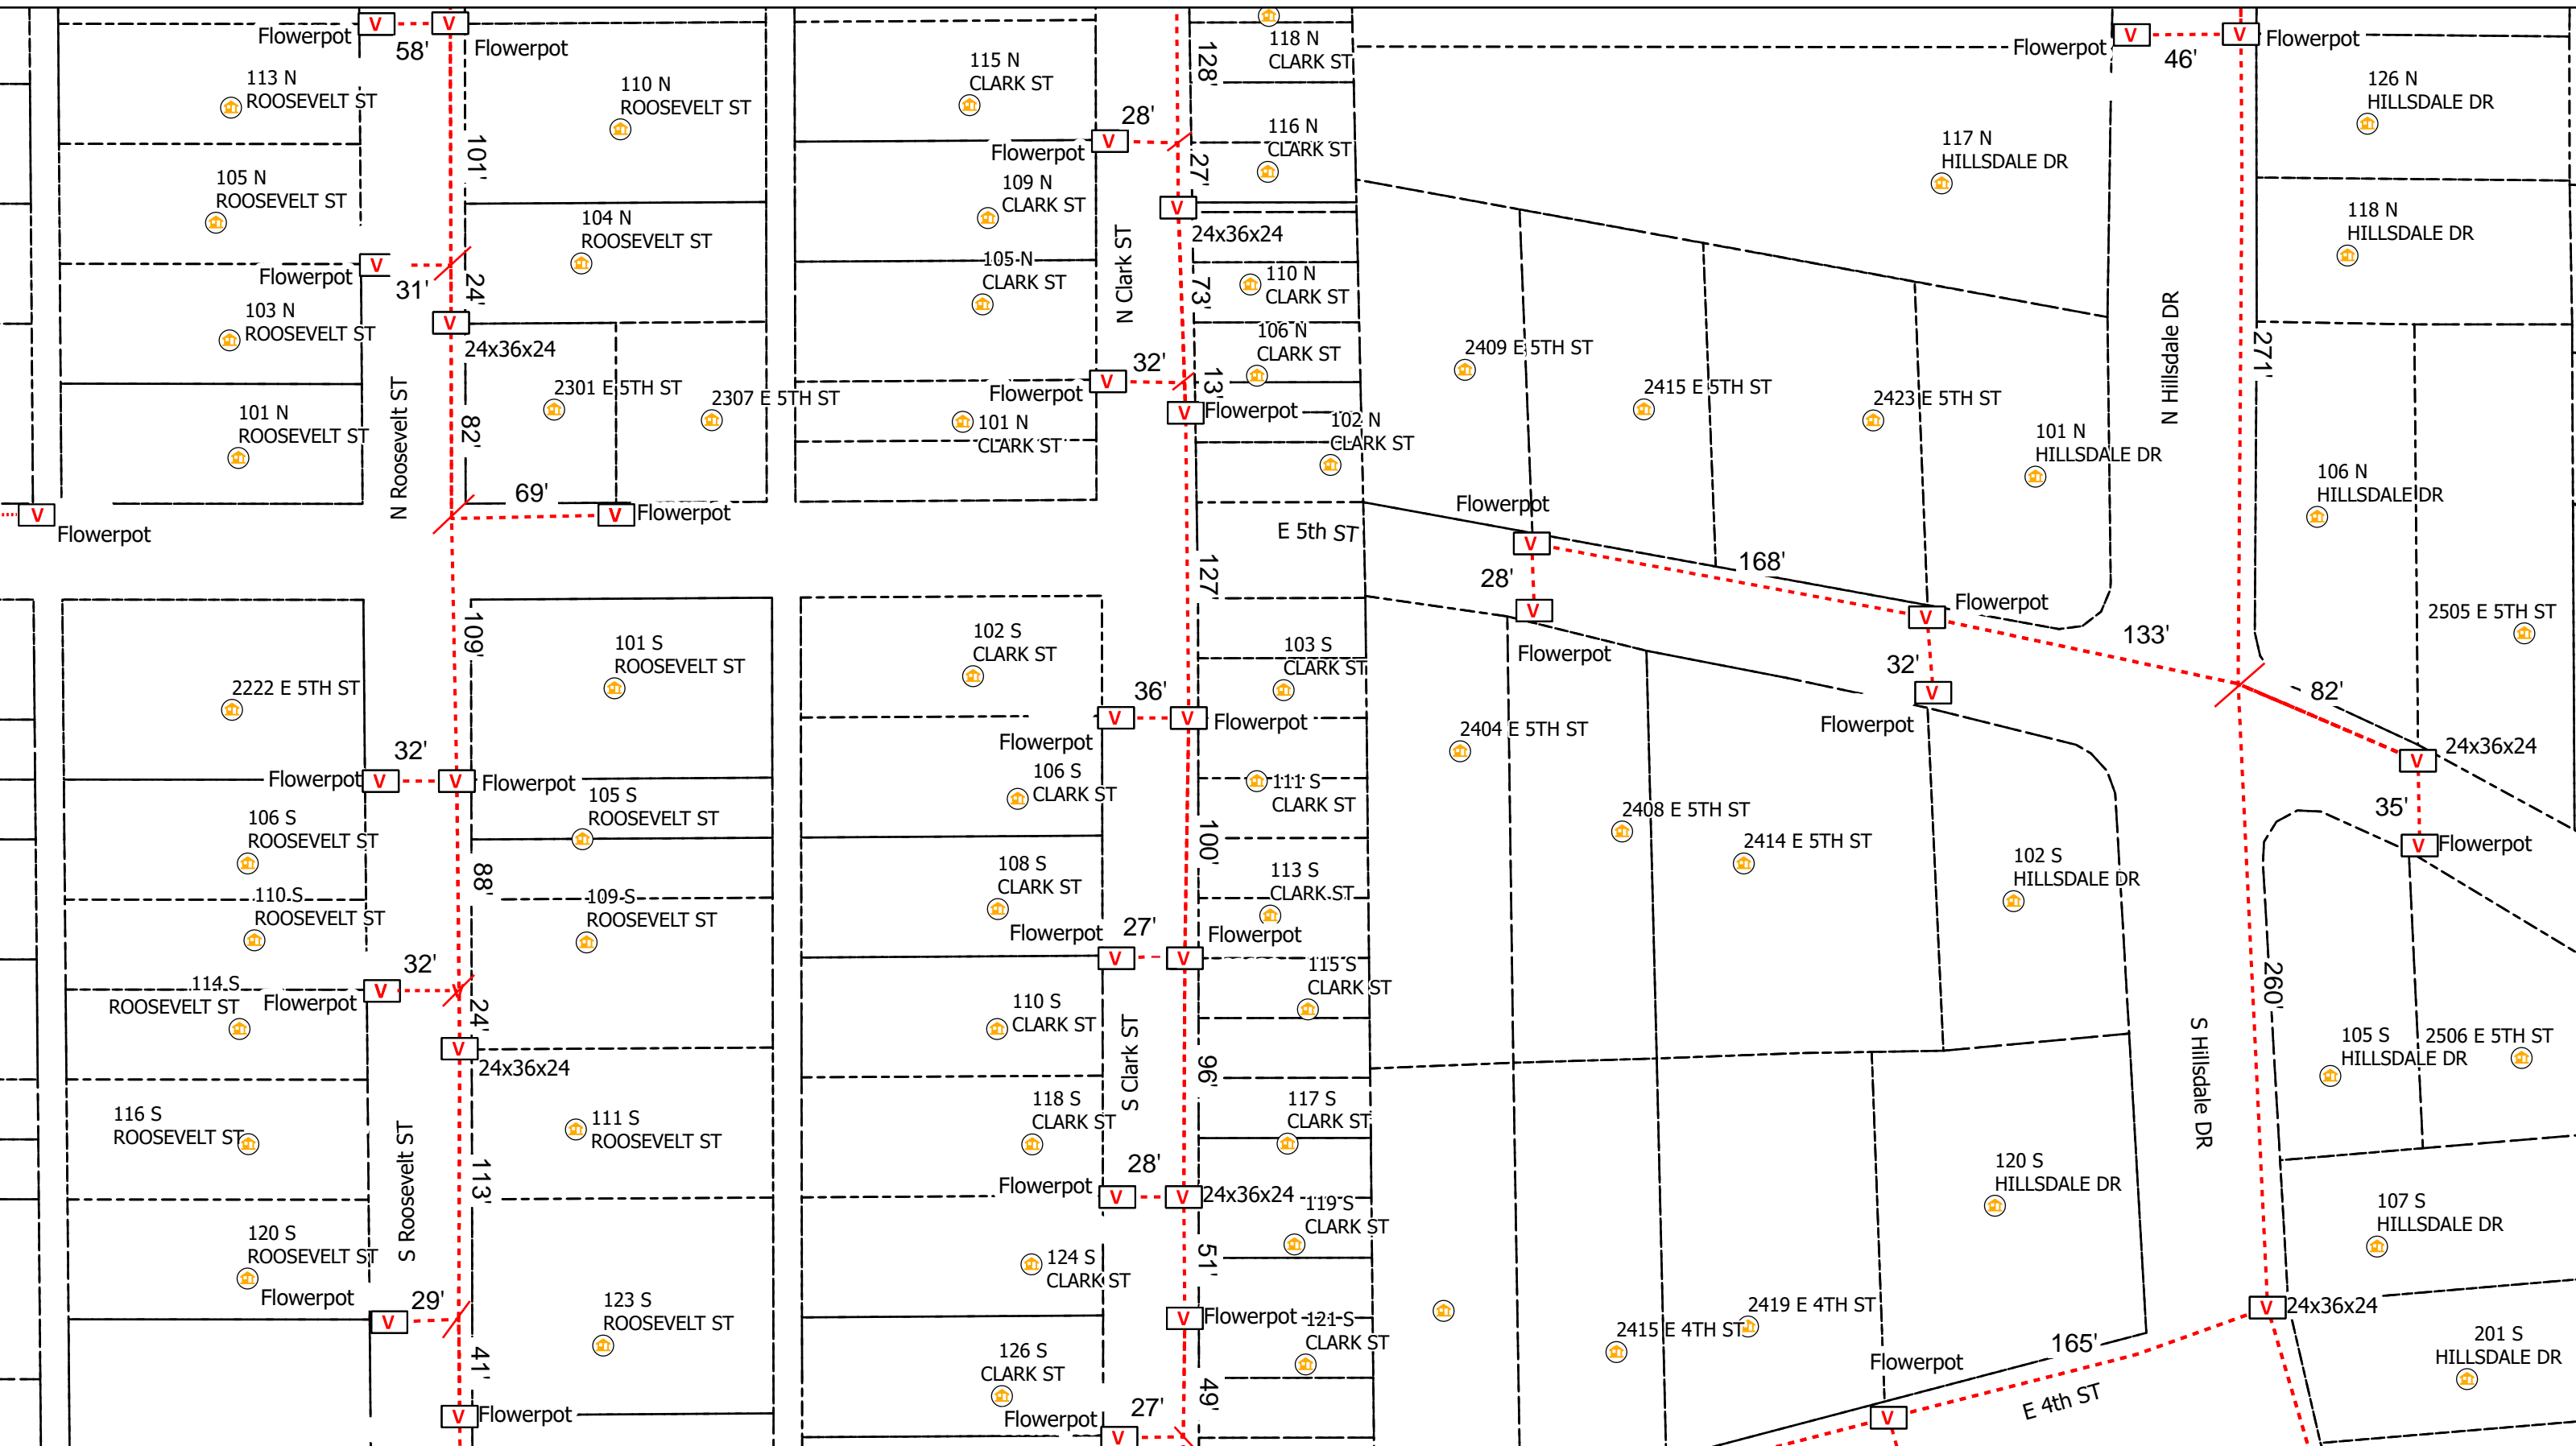 V
V
Flowerpot
58'
Flowerpot
113 N
ROOSEVELT ST
110 N
ROOSEVELT ST
101'
105 N
ROOSEVELT ST
104 N
ROOSEVELT ST
V
Flowerpot
31'
24'
103 N
ROOSEVELT ST
V
24x36x24
N Roosevelt ST
82'
2301 E 5TH ST
2307 E 5TH ST
101 N
ROOSEVELT ST
69'
V
Flowerpot
V
Flowerpot
115 N
CLARK ST
118 N
CLARK ST
128'
28'
V
Flowerpot
116 N
CLARK ST
27'
109 N
CLARK ST
V
24x36x24
N Clark ST
105 N
CLARK ST
110 N
CLARK ST
73'
106 N
CLARK ST
32'
V
Flowerpot
13'
V
Flowerpot
101 N
CLARK ST
102 N
CLARK ST
E 5th ST
127'
Flowerpot
V
V
46'
Flowerpot
126 N
HILLSDALE DR
117 N
HILLSDALE DR
118 N
HILLSDALE DR
N Hillsdale DR
271'
2409 E 5TH ST
2415 E 5TH ST
2423 E 5TH ST
101 N
HILLSDALE DR
106 N
HILLSDALE DR
Flowerpot
V
168'
28'
V
Flowerpot
V
Flowerpot
133'
32'
V
Flowerpot
2505 E 5TH ST
82'
24x36x24
V
35'
V
Flowerpot
109'
101 S
ROOSEVELT ST
2222 E 5TH ST
32'
Flowerpot
V
V
Flowerpot
105 S
ROOSEVELT ST
106 S
ROOSEVELT ST
88'
110 S
ROOSEVELT ST
109 S
ROOSEVELT ST
32'
114 S
ROOSEVELT ST
Flowerpot
V
24'
V
24x36x24
116 S
ROOSEVELT ST
111 S
ROOSEVELT ST
S Roosevelt ST
113'
120 S
ROOSEVELT ST
Flowerpot
29'
V
123 S
ROOSEVELT ST
41'
V
Flowerpot
102 S
CLARK ST
103 S
CLARK ST
36'
V
V
Flowerpot
Flowerpot
106 S
CLARK ST
111 S
CLARK ST
100'
108 S
CLARK ST
113 S
CLARK ST
27'
Flowerpot
Flowerpot
V
V
115 S
CLARK ST
110 S
CLARK ST
S Clark ST
96'
118 S
CLARK ST
117 S
CLARK ST
28'
Flowerpot
V
V
24x36x24
119 S
CLARK ST
124 S
CLARK ST
51'
V
Flowerpot
121 S
CLARK ST
126 S
CLARK ST
49'
27'
Flowerpot
V
2404 E 5TH ST
2408 E 5TH ST
2414 E 5TH ST
102 S
HILLSDALE DR
260'
S Hillsdale DR
105 S
HILLSDALE DR
2506 E 5TH ST
120 S
HILLSDALE DR
107 S
HILLSDALE DR
2415 E 4TH ST
2419 E 4TH ST
V
24x36x24
165'
201 S
HILLSDALE DR
Flowerpot
V
E 4th ST